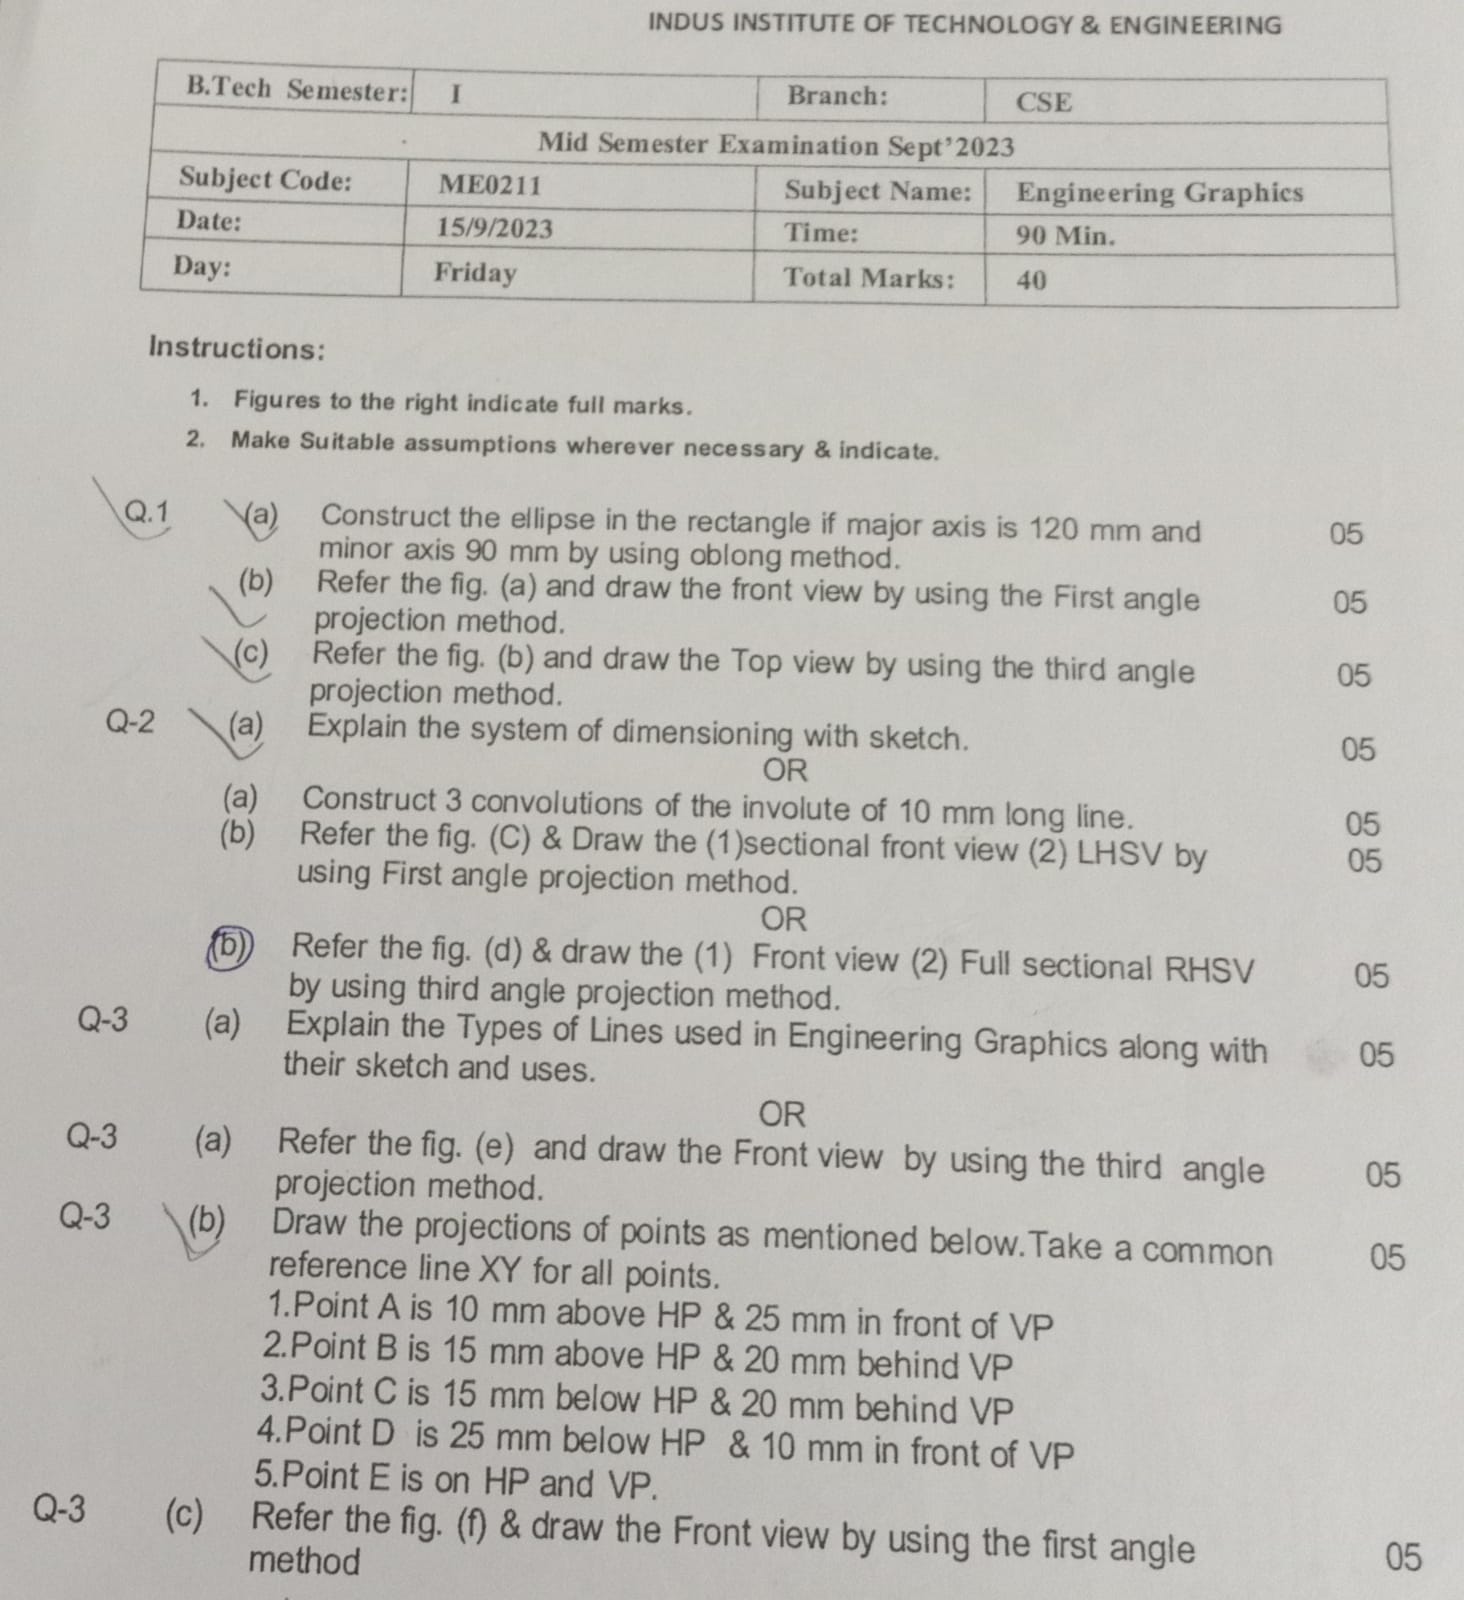 INDUS INSTITUTE OF TECHNOLOGY & ENGINEERING
B.Tech Semester: I Branch: CSE
Mid Semester Examination Sept'2023
Subject Code: ME0211 Subject Name: Engineering Graphics
Date: 15/9/2023 Time: 90 Min.
Day: Friday Total Marks: 40
Instructions:
1. Figures to the right indicate full marks.
2. Make Suitable assumptions wherever necessary & indicate.
Q.1 (a) Construct the ellipse in the rectangle if major axis is 120 mm and 05
minor axis 90 mm by using oblong method.
(b) Refer the fig. (a) and draw the front view by using the First angle 05
projection method.
(c) Refer the fig. (b) and draw the Top view by using the third angle 05
projection method.
Q-2 (a) Explain the system of dimensioning with sketch. 05
OR
(a) Construct 3 convolutions of the involute of 10 mm long line. 05
(b) Refer the fig. (C) & Draw the (1)sectional front view (2) LHSV by 05
using First angle projection method.
OR
(b) Refer the fig. (d) & draw the (1) Front view (2) Full sectional RHSV 05
by using third angle projection method.
Q-3 (a) Explain the Types of Lines used in Engineering Graphics along with 05
their sketch and uses.
OR
Q-3 (a) Refer the fig. (e) and draw the Front view by using the third angle 05
projection method.
Q-3 (b) Draw the projections of points as mentioned below.Take a common 05
reference line XY for all points.
1.Point A is 10 mm above HP & 25 mm in front of VP
2.Point B is 15 mm above HP & 20 mm behind VP
3.Point C is 15 mm below HP & 20 mm behind VP
4.Point D is 25 mm below HP & 10 mm in front of VP
5.Point E is on HP and VP.
Q-3 (c) Refer the fig. (f) & draw the Front view by using the first angle 05
method